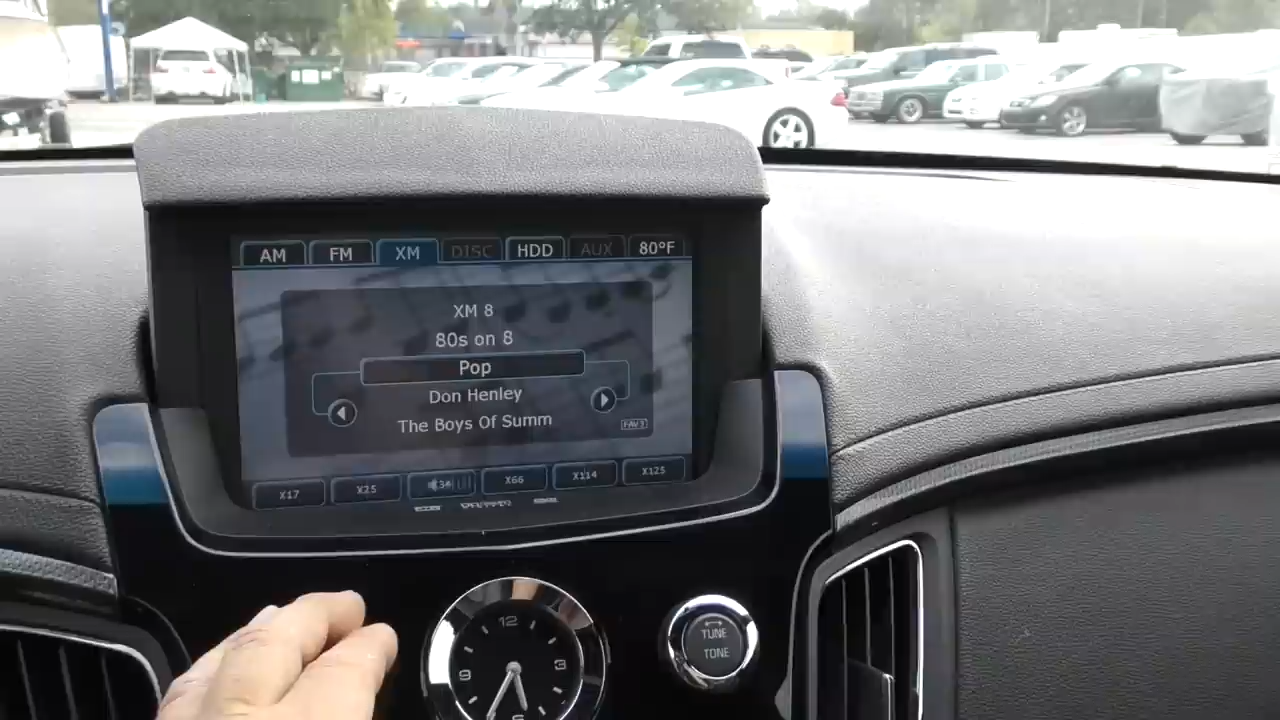 AM FM XM DISC HDD AUX 80°F
XM 8
80s on 8
Pop
Don Henley
The Boys Of Summ
FAV3
X17 X25 X66 X114 X125
12
9 3
6
TUNE
TONE